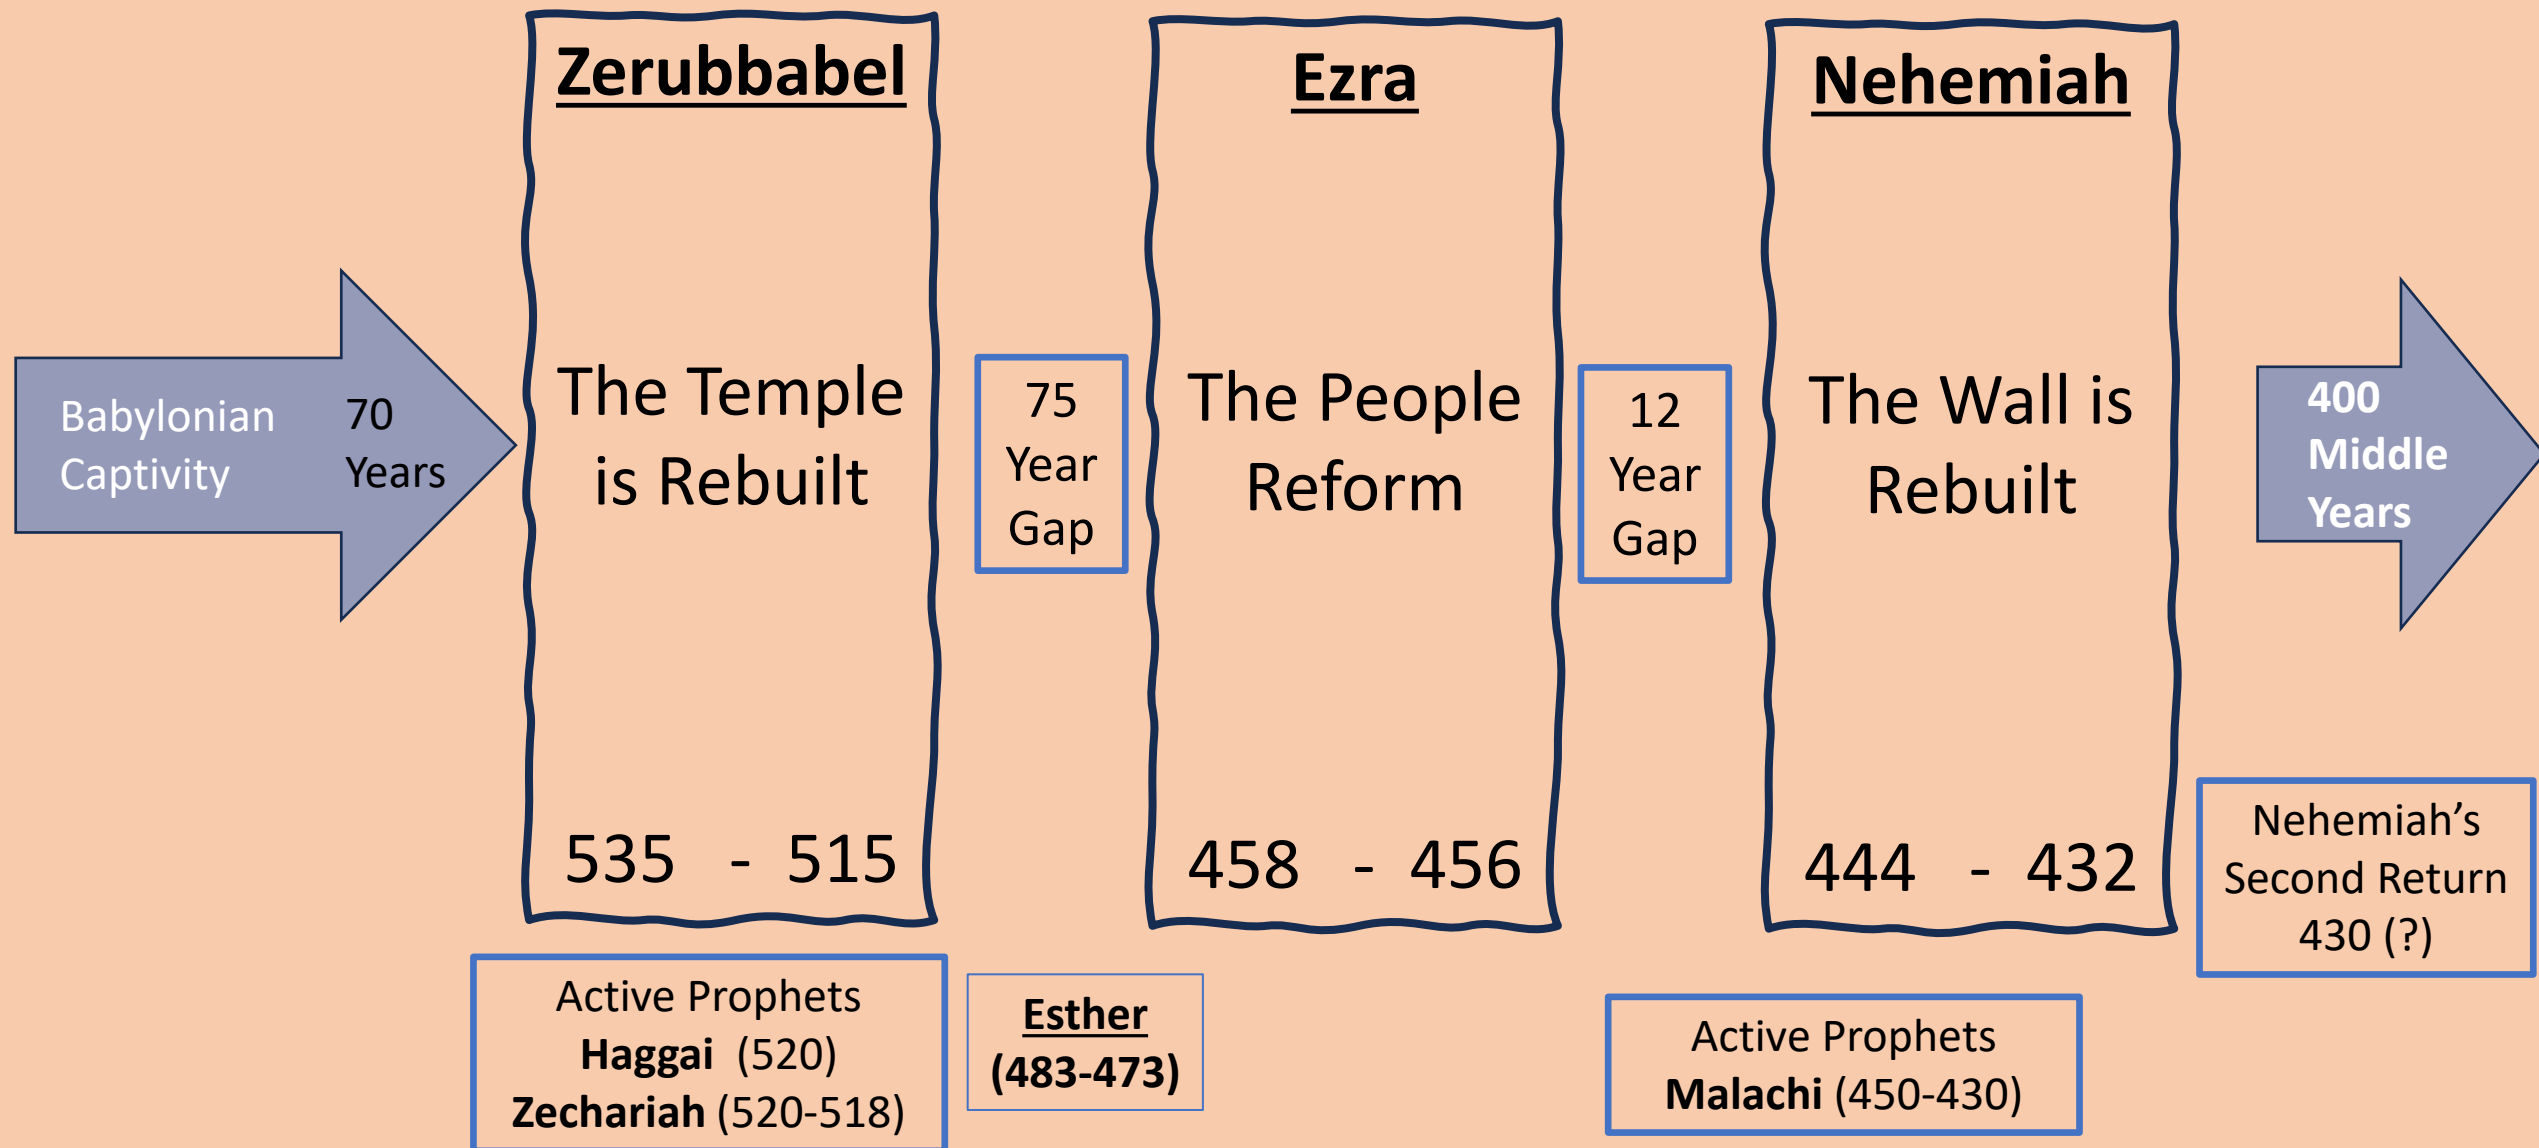 Babylonian
Captivity
70
Years
Zerubbabel
The Temple
is Rebuilt
535 - 515
75
Year
Gap
Ezra
The People
Reform
458 - 456
12
Year
Gap
Nehemiah
The Wall is
Rebuilt
444 - 432
400
Middle
Years
Nehemiah’s
Second Return
430 (?)
Active Prophets
Haggai (520)
Zechariah (520-518)
Esther
(483-473)
Active Prophets
Malachi (450-430)